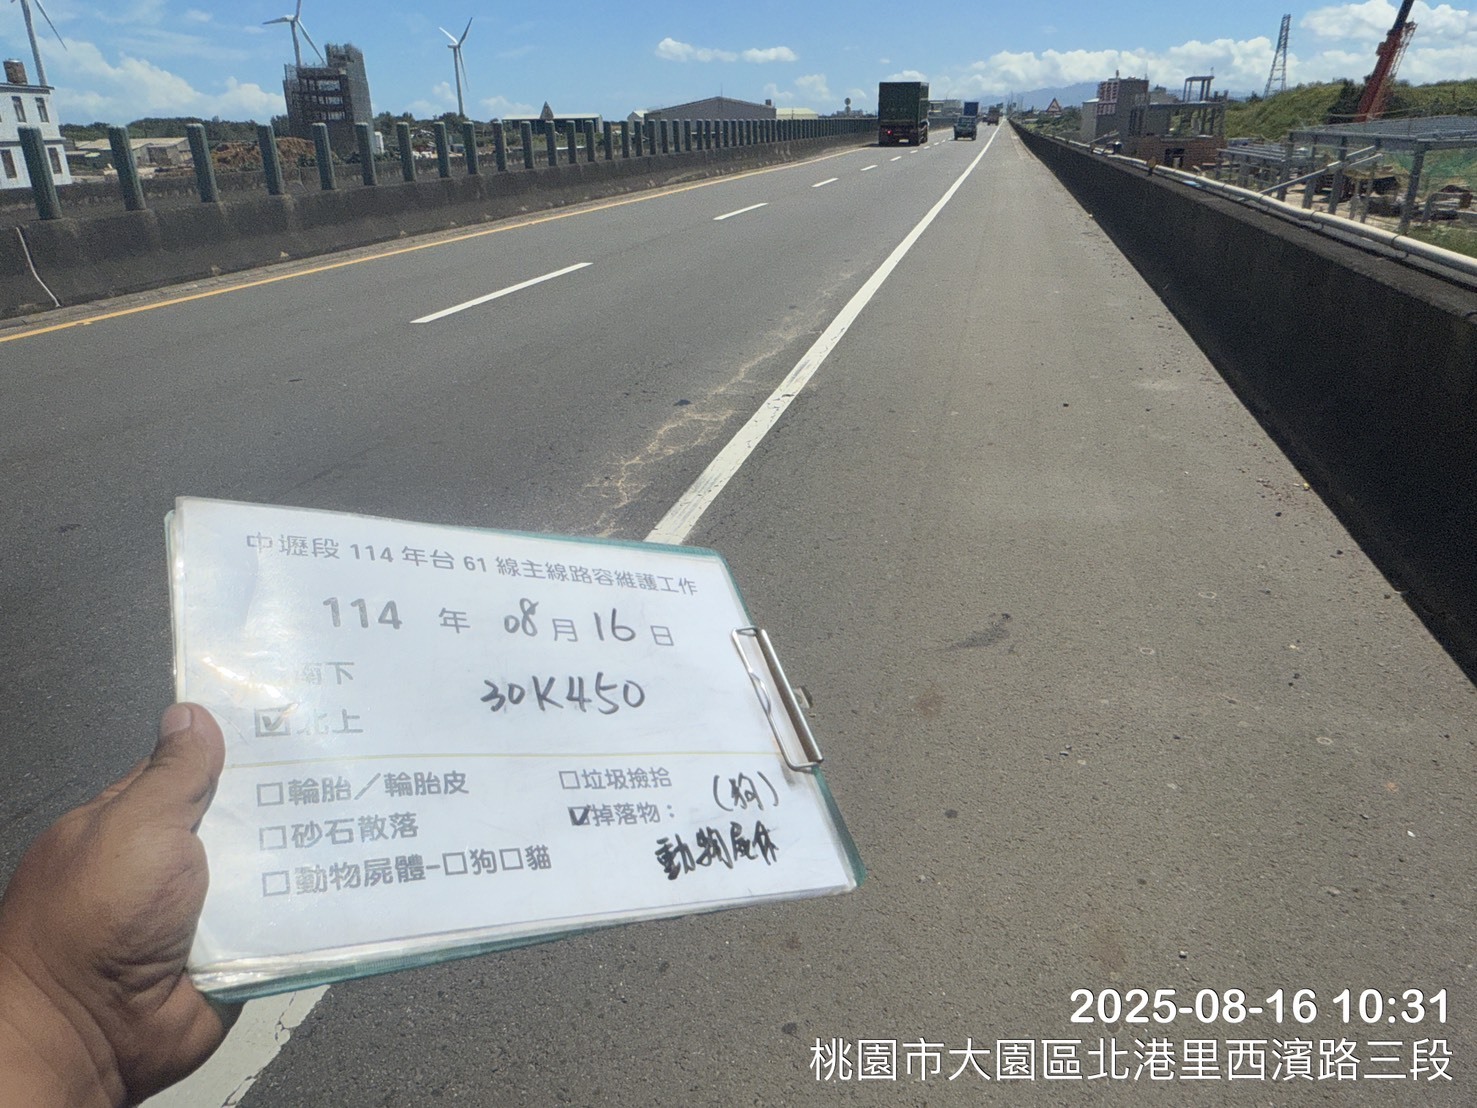 中壢段 114 年台 61 線主線路容維護工作
114 年 08 月 16 日
南下
☑北上
30K450
□輪胎／輪胎皮
□砂石散落
□動物屍體-□狗□貓
□垃圾撿拾
☑掉落物：
(狗)
動物屍体
2025-08-16 10:31
桃園市大園區北港里西濱路三段